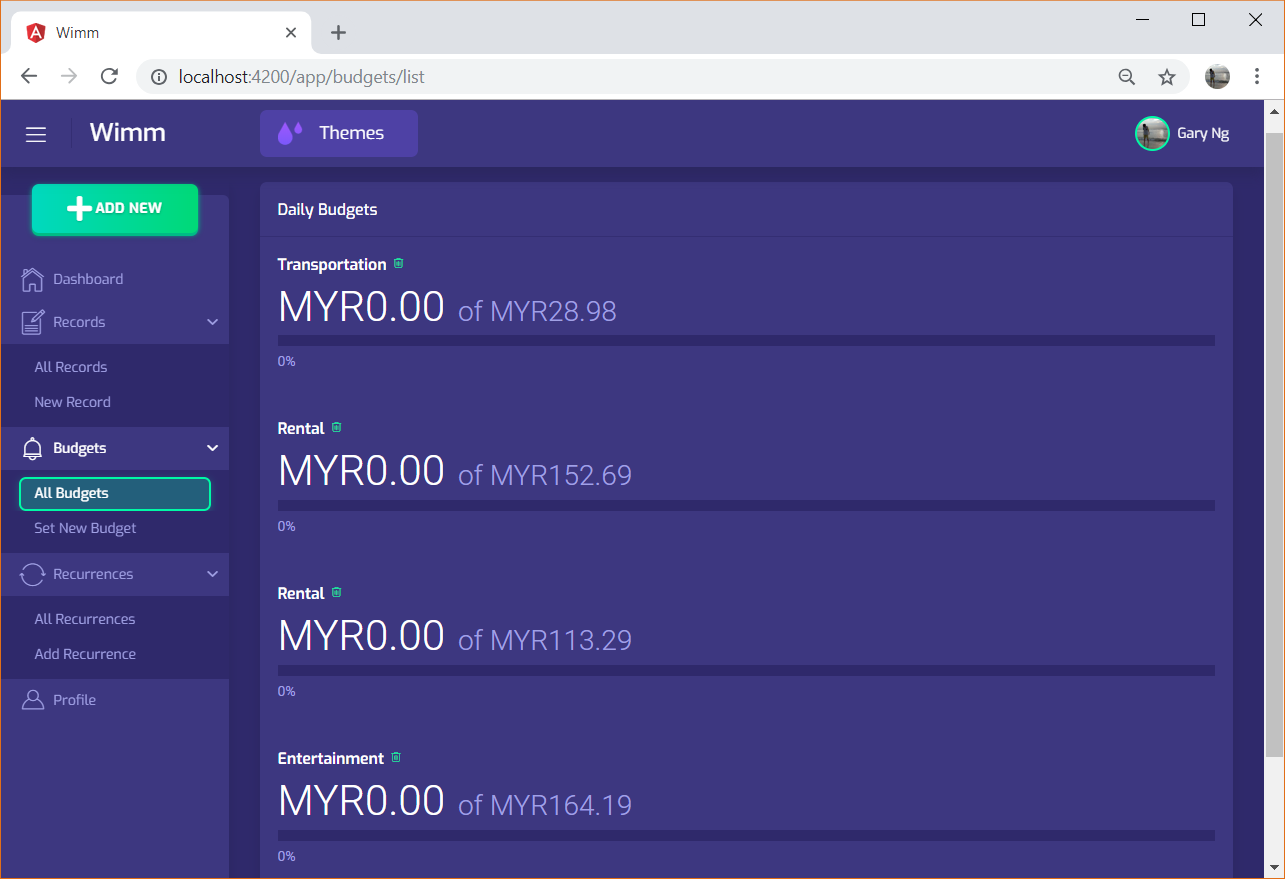 Wimm
localhost:4200/app/budgets/list
Wimm
Themes
Gary Ng
ADD NEW
Dashboard
Records
All Records
New Record
Budgets
All Budgets
Set New Budget
Recurrences
All Recurrences
Add Recurrence
Profile
Daily Budgets
Transportation
MYR0.00 of MYR28.98
0%
Rental
MYR0.00 of MYR152.69
0%
Rental
MYR0.00 of MYR113.29
0%
Entertainment
MYR0.00 of MYR164.19
0%